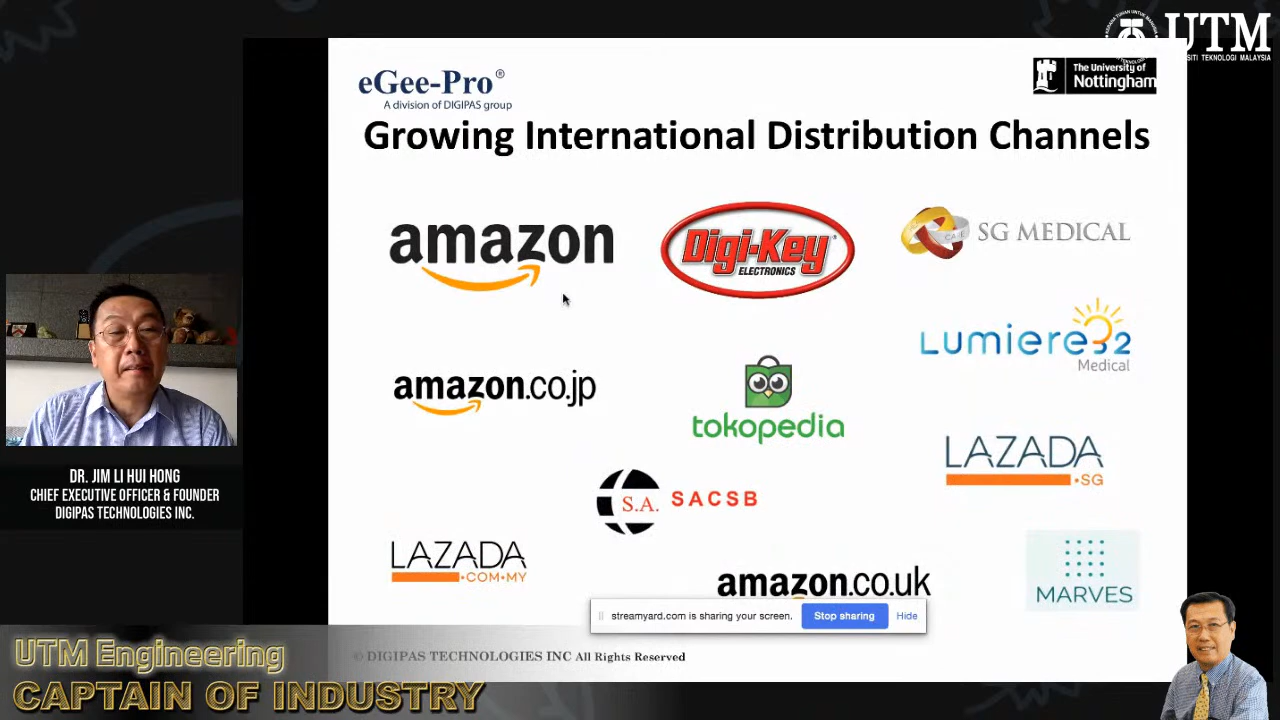 UTM
UNIVERSITI TEKNOLOGI MALAYSIA
eGee-Pro®
A division of DIGIPAS group
The University of
Nottingham
Growing International Distribution Channels
amazon
Digi-Key®
ELECTRONICS
CARE
SG MEDICAL
Lumiere32
Medical
amazon.co.jp
tokopedia
LAZADA
.SG
S.A. SACSB
LAZADA
.COM.MY
amazon.co.uk
MARVES
streamyard.com is sharing your screen. Stop sharing Hide
© DIGIPAS TECHNOLOGIES INC All Rights Reserved
DR. JIM LI HUI HONG
CHIEF EXECUTIVE OFFICER & FOUNDER
DIGIPAS TECHNOLOGIES INC.
UTM Engineering
CAPTAIN OF INDUSTRY